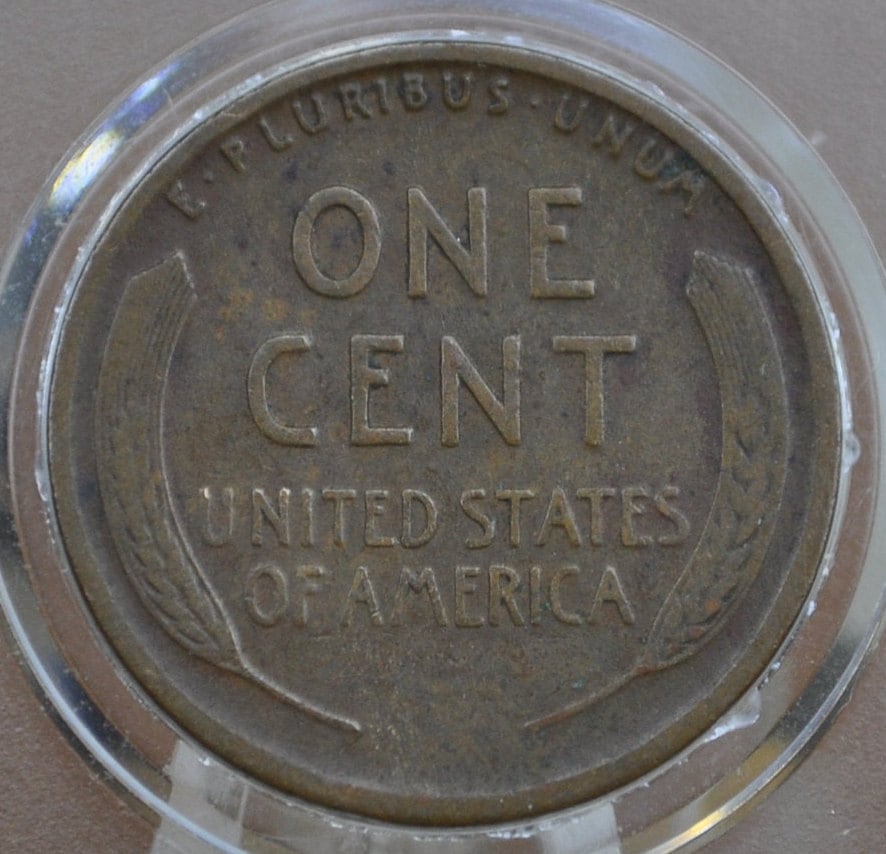 E·PLURIBUS·UNUM
ONE
CENT
UNITED STATES
OF AMERICA